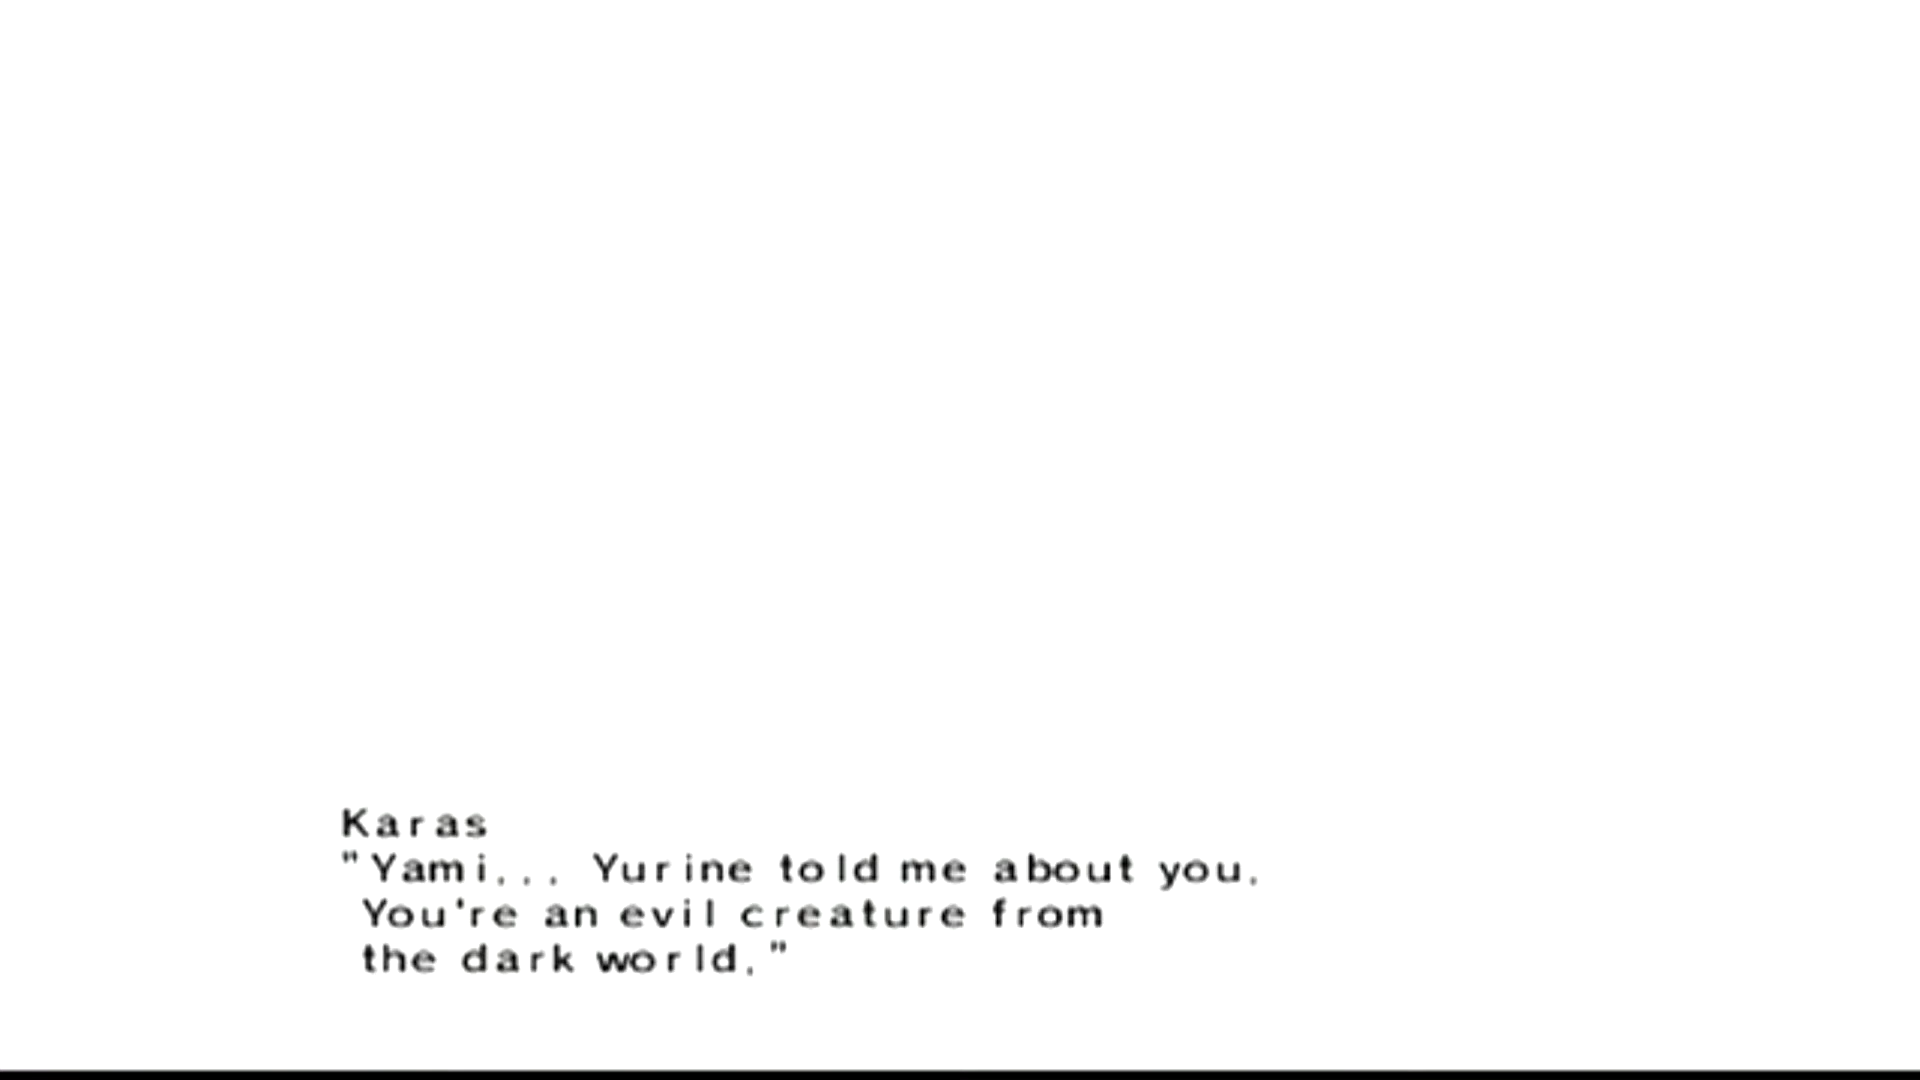 Karas
"Yami... Yurine told me about you.
You're an evil creature from
the dark world."